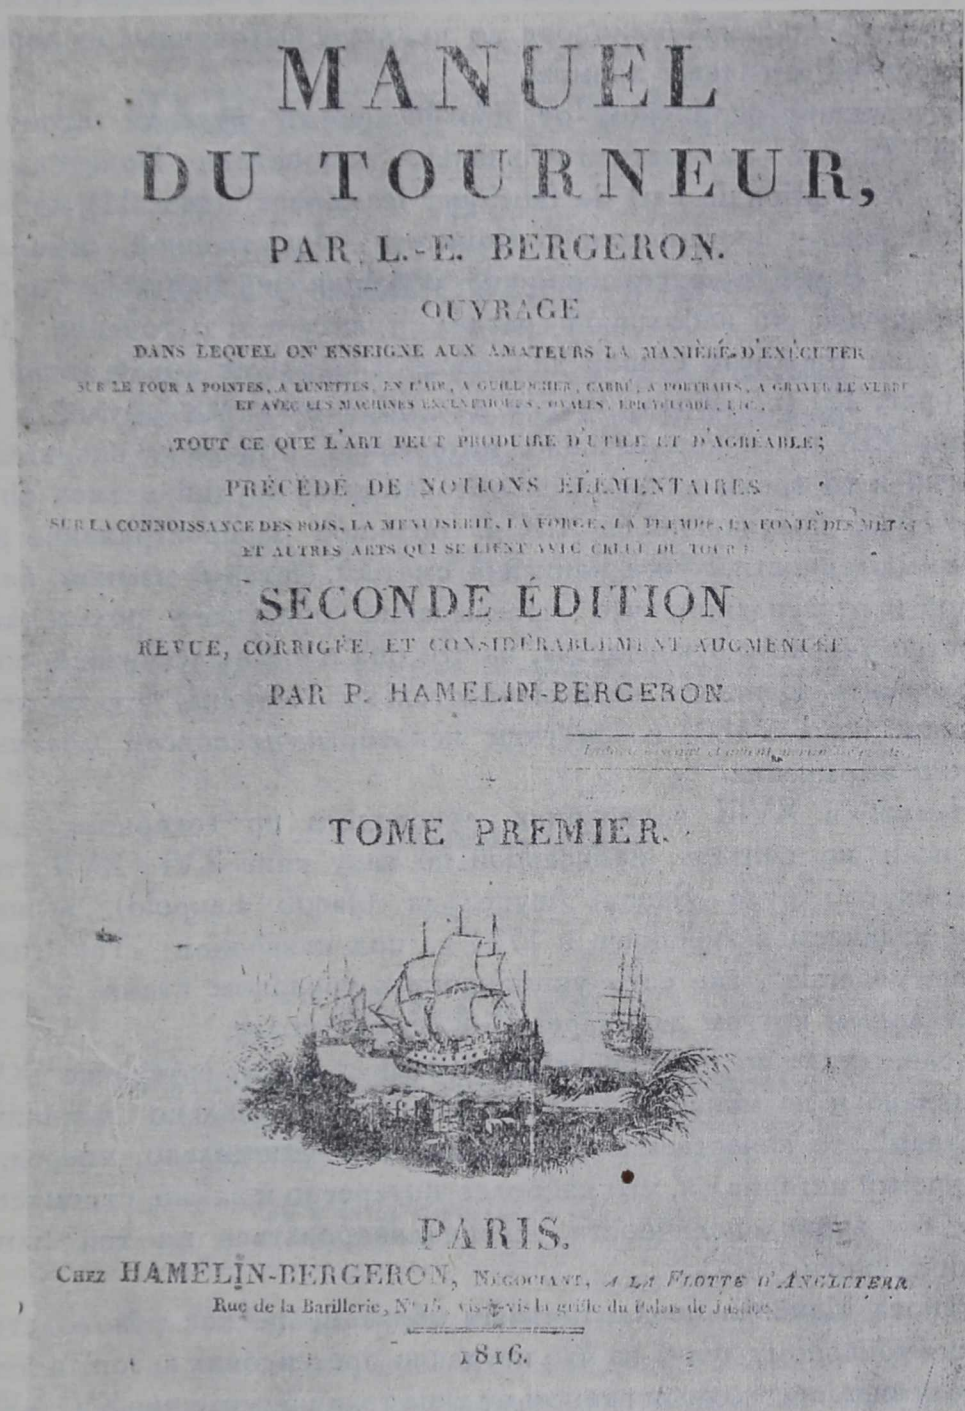 MANUEL
DU TOURNEUR,
PAR L.-E. BERGERON.
OUVRAGE
DANS LEQUEL ON ENSEIGNE AUX AMATEURS LA MANIÈRE D'EXÉCUTER
SUR LE TOUR A POINTES, A LUNETTES, EN L'AIR, A GUILLOCHER, CARRÉ, A PORTRAITS, A GRAVER LE VERRE
ET AVEC LES MACHINES EXCENTRIQUES, OVALES, EPICYCLOÏDE, ETC.,
TOUT CE QUE L'ART PEUT PRODUIRE D'UTILE ET D'AGRÉABLE;
PRÉCÉDÉ DE NOTIONS ÉLÉMENTAIRES
SUR LA CONNOISSANCE DES BOIS, LA MENUISERIE, LA FORGE, LA TREMPE, LA FONTE DES MÉTAUX
ET AUTRES ARTS QUI SE LIENT AVEC CELUI DU TOUR
SECONDE ÉDITION
REVUE, CORRIGÉE, ET CONSIDÉRABLEMENT AUGMENTÉE
PAR P. HAMELIN-BERGERON
TOME PREMIER.
PARIS.
CHEZ HAMELIN-BERGERON, NÉGOCIANT, A LA FLOTTE D'ANGLETERRE
Rue de la Barillerie, N° 15, vis-à-vis la grille du Palais de Justice.
1816.